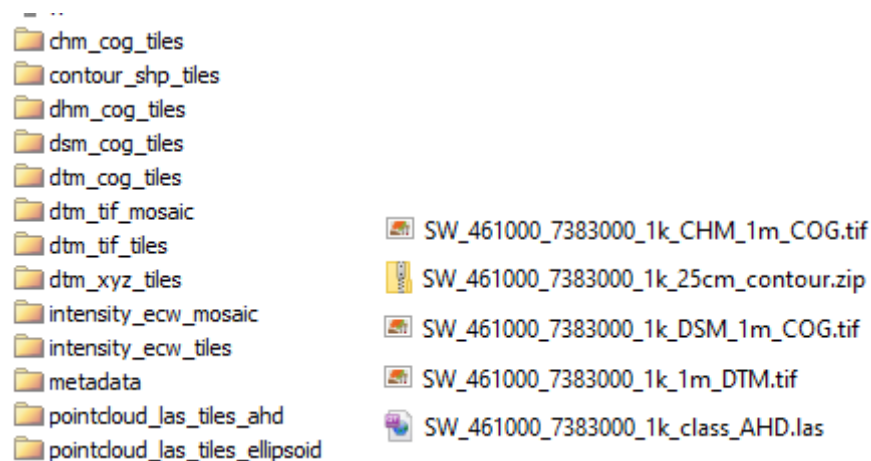 chm_cog_tiles
contour_shp_tiles
dhm_cog_tiles
dsm_cog_tiles
dtm_cog_tiles
dtm_tif_mosaic
dtm_tif_tiles
dtm_xyz_tiles
intensity_ecw_mosaic
intensity_ecw_tiles
metadata
pointcloud_las_tiles_ahd
pointcloud_las_tiles_ellipsoid
SW_461000_7383000_1k_CHM_1m_COG.tif
SW_461000_7383000_1k_25cm_contour.zip
SW_461000_7383000_1k_DSM_1m_COG.tif
SW_461000_7383000_1k_1m_DTM.tif
SW_461000_7383000_1k_class_AHD.las